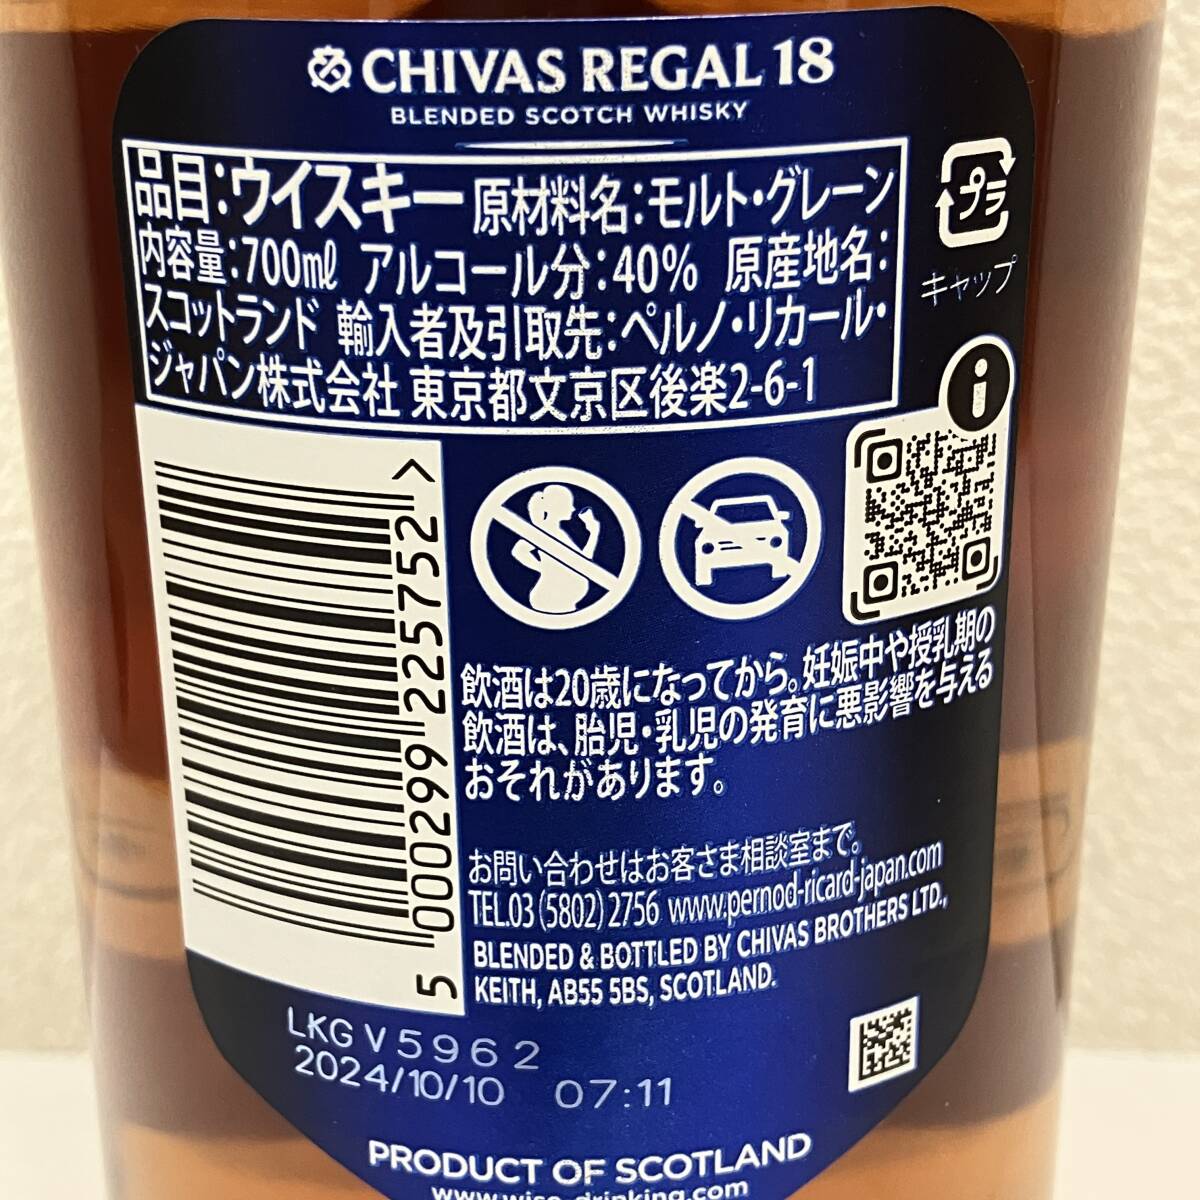 CHIVAS REGAL 18
BLENDED SCOTCH WHISKY
品目:ウイスキー 原材料名:モルト・グレーン
内容量:700mℓ アルコール分:40% 原産地名:
スコットランド 輸入者及引取先:ペルノ・リカール・
ジャパン株式会社 東京都文京区後楽2-6-1
プラ
キャップ
i
5 000299 225752 >
飲酒は20歳になってから。妊娠中や授乳期の
飲酒は、胎児・乳児の発育に悪影響を与える
おそれがあります。
お問い合わせはお客さま相談室まで。
TEL.03 (5802) 2756 www.pernod-ricard-japan.com
BLENDED & BOTTLED BY CHIVAS BROTHERS LTD.,
KEITH, AB55 5BS, SCOTLAND.
LKG V 5962
2024/10/10 07:11
PRODUCT OF SCOTLAND
www.wise-drinking.com